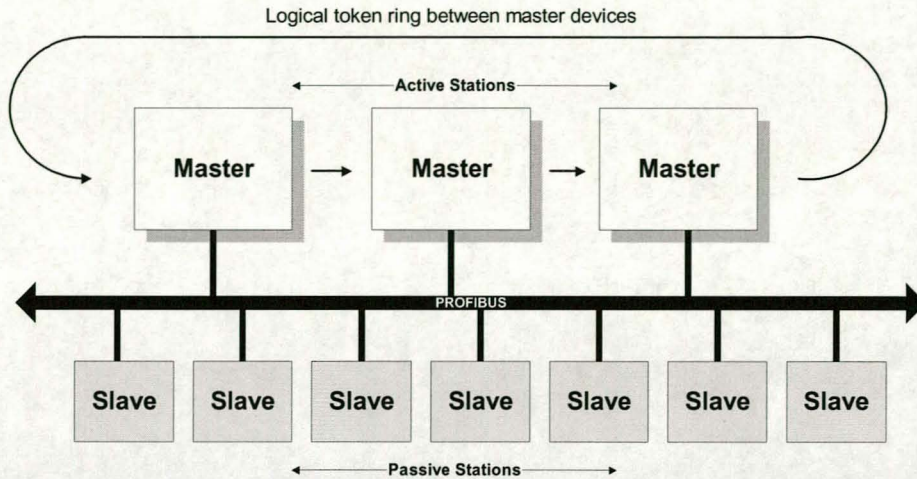 Logical token ring between master devices
Active Stations
Master
Master
Master
PROFIBUS
Slave
Slave
Slave
Slave
Slave
Slave
Slave
Passive Stations